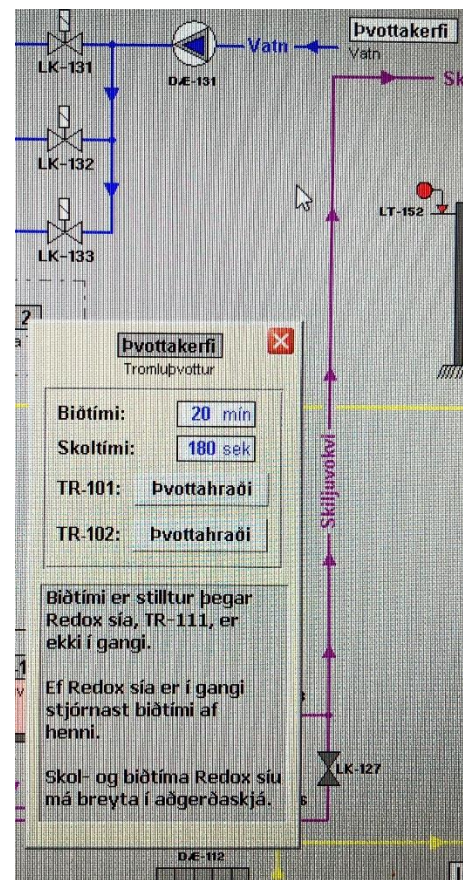 Þvottakerfi
Vatn
Vatn
LK-131
DÆ-131
Sk
LK-132
LT-152
LK-133
2
a
Þvottakerfi
Tromluþvottur
Biðtími:
20 mín
Skoltími:
180 sek
TR-101:
Þvottahraði
TR-102:
Þvottahraði
Skiljuvökvi
Biðtími er stilltur þegar
Redox sía, TR-111, er
ekki í gangi.
Ef Redox sía er í gangi
stjórnast biðtími af
henni.
Skol- og biðtíma Redox síu
má breyta í aðgerðaskjá.
-1
v
s
LK-127
DÆ-112